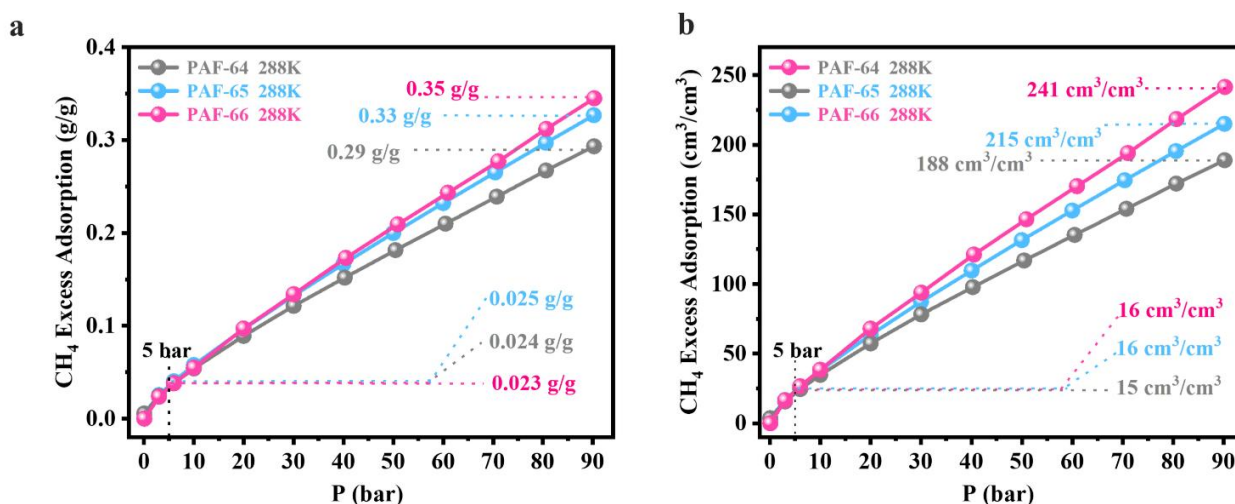 a
CH₄ Excess Adsorption (g/g)
0.4
0.3
0.2
0.1
0.0
PAF-64 288K
PAF-65 288K
PAF-66 288K
0.35 g/g
0.33 g/g
0.29 g/g
0.025 g/g
0.024 g/g
0.023 g/g
5 bar
0 10 20 30 40 50 60 70 80 90
P (bar)
b
CH₄ Excess Adsorption (cm³/cm³)
250
200
150
100
50
0
PAF-64 288K
PAF-65 288K
PAF-66 288K
241 cm³/cm³
215 cm³/cm³
188 cm³/cm³
16 cm³/cm³
16 cm³/cm³
15 cm³/cm³
5 bar
0 10 20 30 40 50 60 70 80 90
P (bar)